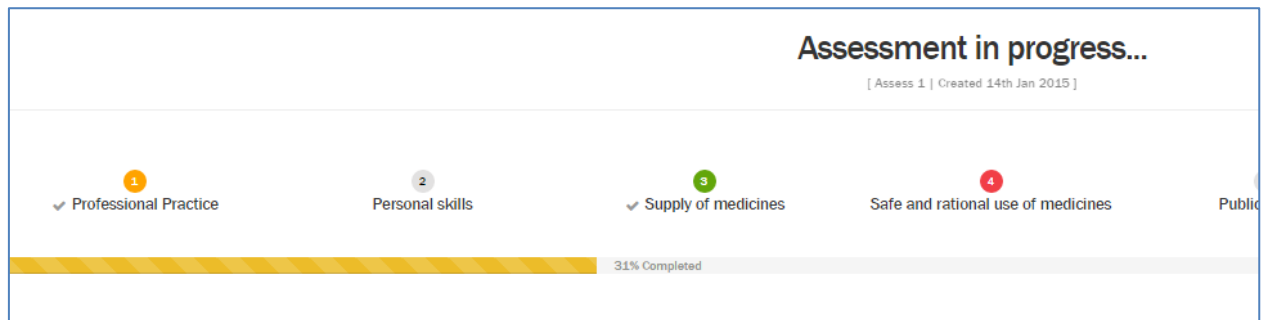 Assessment in progress...
[ Assess 1 | Created 14th Jan 2015 ]
1 2 3 4
Professional Practice Personal skills Supply of medicines Safe and rational use of medicines Public
31% Completed